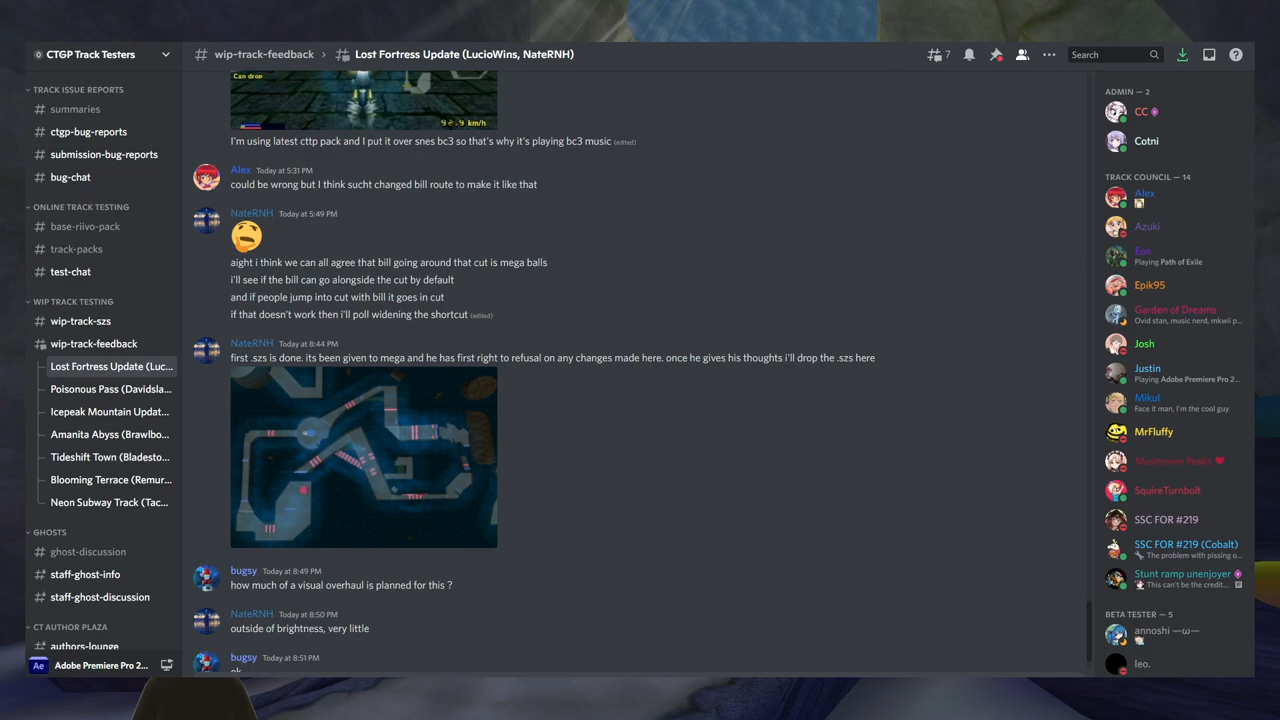 CTGP Track Testers
wip-track-feedback
Lost Fortress Update (LucioWins, NateRNH)
7
Search
TRACK ISSUE REPORTS
summaries
ctgp-bug-reports
submission-bug-reports
bug-chat
ONLINE TRACK TESTING
base-riivo-pack
track-packs
test-chat
WIP TRACK TESTING
wip-track-szs
wip-track-feedback
Lost Fortress Update (Luc...
Poisonous Pass (Davidsla...
Icepeak Mountain Updat...
Amanita Abyss (Brawlbo...
Tideshift Town (Bladesto...
Blooming Terrace (Remur...
Neon Subway Track (Tac...
GHOSTS
ghost-discussion
staff-ghost-info
staff-ghost-discussion
CT AUTHOR PLAZA
authors-lounge
Ae Adobe Premiere Pro 2...
Can drop
km/h
I'm using latest cttp pack and I put it over snes bc3 so that's why it's playing bc3 music (edited)
Alex Today at 5:31 PM
could be wrong but I think sucht changed bill route to make it like that
NateRNH Today at 5:49 PM
aight i think we can all agree that bill going around that cut is mega balls
i'll see if the bill can go alongside the cut by default
and if people jump into cut with bill it goes in cut
if that doesn't work then i'll poll widening the shortcut (edited)
NateRNH Today at 8:44 PM
first .szs is done. its been given to mega and he has first right to refusal on any changes made here. once he gives his thoughts i'll drop the .szs here
bugsy Today at 8:49 PM
how much of a visual overhaul is planned for this ?
NateRNH Today at 8:50 PM
outside of brightness, very little
bugsy Today at 8:51 PM
ok
ADMIN — 2
CC
Cotni
TRACK COUNCIL — 14
Alex
Azuki
Eon
Playing Path of Exile
Epik95
Garden of Dreams
Ovid stan, music nerd, mkwii p...
Josh
Justin
Playing Adobe Premiere Pro 2...
Mikul
Face it man, I'm the cool guy
MrFluffy
Mushroom Peaks
SquireTurnbolt
SSC FOR #219
SSC FOR #219 (Cobalt)
The problem with pissing o...
Stunt ramp unenjoyer
This can't be the credit...
BETA TESTER — 5
annoshi —ω—
leo.